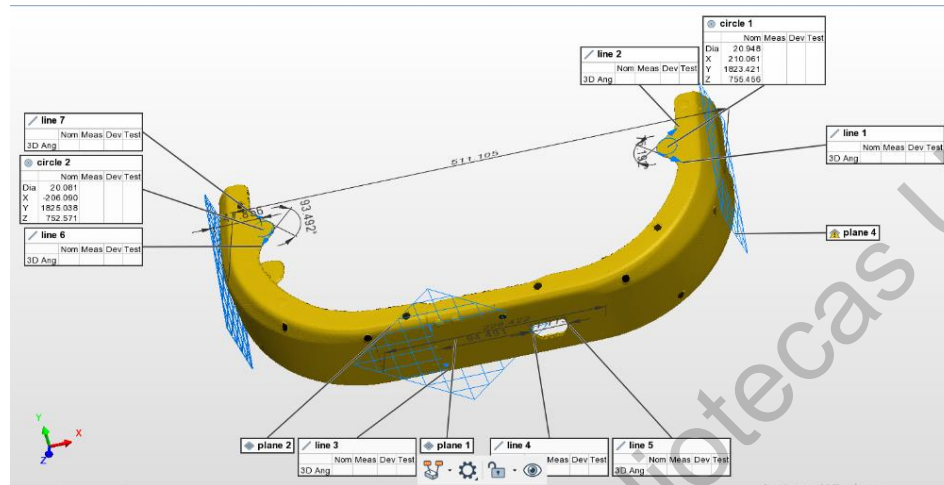 circle 1
Nom Meas Dev Test
Dia 20.948
X 210.061
Y 1823.421
Z 755.456
line 2
Nom Meas Dev Test
3D Ang
line 7
Nom Meas Dev Test
3D Ang
line 1
Nom Meas Dev Test
3D Ang
511.105
circle 2
Nom Meas Dev Test
Dia 20.081
X -206.090
Y 1825.038
Z 752.571
93.492°
line 6
Nom Meas Dev Test
3D Ang
plane 4
Y
X
Z
plane 2
line 3
Nom Meas Dev Test
3D Ang
plane 1
line 4
Meas Dev Test
line 5
Nom Meas Dev Test
3D Ang